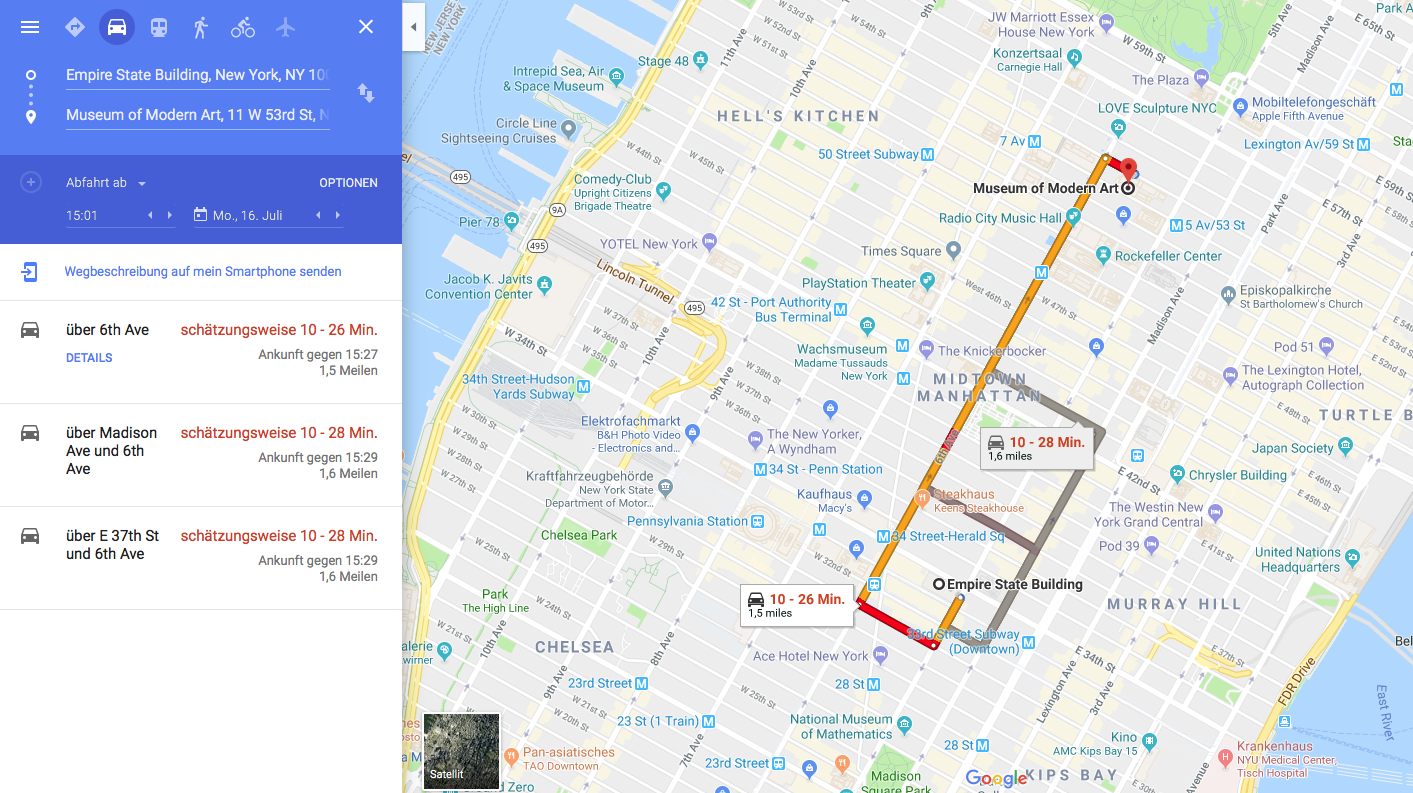 Empire State Building, New York, NY 100
Museum of Modern Art, 11 W 53rd St, N
Abfahrt ab
OPTIONEN
15:01
Mo., 16. Juli
Wegbeschreibung auf mein Smartphone senden
über 6th Ave
schätzungsweise 10 - 26 Min.
DETAILS
Ankunft gegen 15:27
1,5 Meilen
über Madison
Ave und 6th
Ave
schätzungsweise 10 - 28 Min.
Ankunft gegen 15:29
1,6 Meilen
über E 37th St
und 6th Ave
schätzungsweise 10 - 28 Min.
Ankunft gegen 15:29
1,6 Meilen
Satellit
NEW JERSEY
NEW YORK
JW Marriott Essex
House New York
Stage 48
Konzertsaal
Carnegie Hall
Intrepid Sea, Air
& Space Museum
The Plaza
LOVE Sculpture NYC
Mobiltelefongeschäft
Apple Fifth Avenue
HELL'S KITCHEN
Circle Line
Sightseeing Cruises
7 Av
Lexington Av/59 St
50 Street Subway
495
Comedy-Club
Upright Citizens
Brigade Theatre
Museum of Modern Art
9A
Pier 78
Radio City Music Hall
5 Av/53 St
495
YOTEL New York
Times Square
Rockefeller Center
Jacob K. Javits
Convention Center
Lincoln Tunnel
PlayStation Theater
Episkopalkirche
St Bartholomew's Church
495
42 St - Port Authority
Bus Terminal
West 46th St
W 34th St
Wachsmuseum
Madame Tussauds
New York
The Knickerbocker
Pod 51
34th Street-Hudson
Yards Subway
MIDTOWN
MANHATTAN
The Lexington Hotel,
Autograph Collection
TURTLE B
Elektrofachmarkt
B&H Photo Video
- Electronics and...
The New Yorker,
A Wyndham
6th Ave
10 - 28 Min.
1,6 miles
Japan Society
34 St - Penn Station
Chrysler Building
Kraftfahrzeugbehörde
New York State
Department of Motor...
Kaufhaus
Macy's
Steakhaus
Keens Steakhouse
The Westin New
York Grand Central
Pennsylvania Station
Chelsea Park
34 Street-Herald Sq
Pod 39
United Nations
Headquarters
Empire State Building
Park
The High Line
10 - 26 Min.
1,5 miles
MURRAY HILL
33rd Street Subway
(Downtown)
CHELSEA
Ace Hotel New York
alerie
wirner
23rd Street
28 St
FDR Drive
East River
23 St (1 Train)
National Museum
of Mathematics
28 St
Kino
AMC Kips Bay 15
Pan-asiatisches
TAO Downtown
23rd Street
Krankenhaus
NYU Medical Center,
Tisch Hospital
Madison
Square Park
Google
KIPS BAY